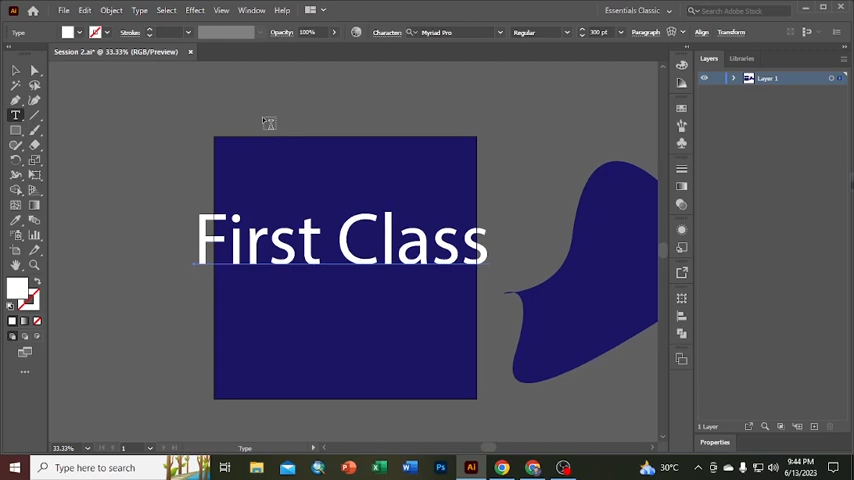 Ai File Edit Object Type Select Effect View Window Help Essentials Classic Search Adobe Stock
Type Stroke: Opacity: 100% Character: Myriad Pro Regular 300 pt Paragraph: Align Transform
Session 2.ai* @ 33.33% (RGB/Preview) Layers Libraries
Layer 1
First Class
1 Layer
Properties
33.33% 1 Type
Type here to search Ps Ai 30°C 9:44 PM
6/13/2023